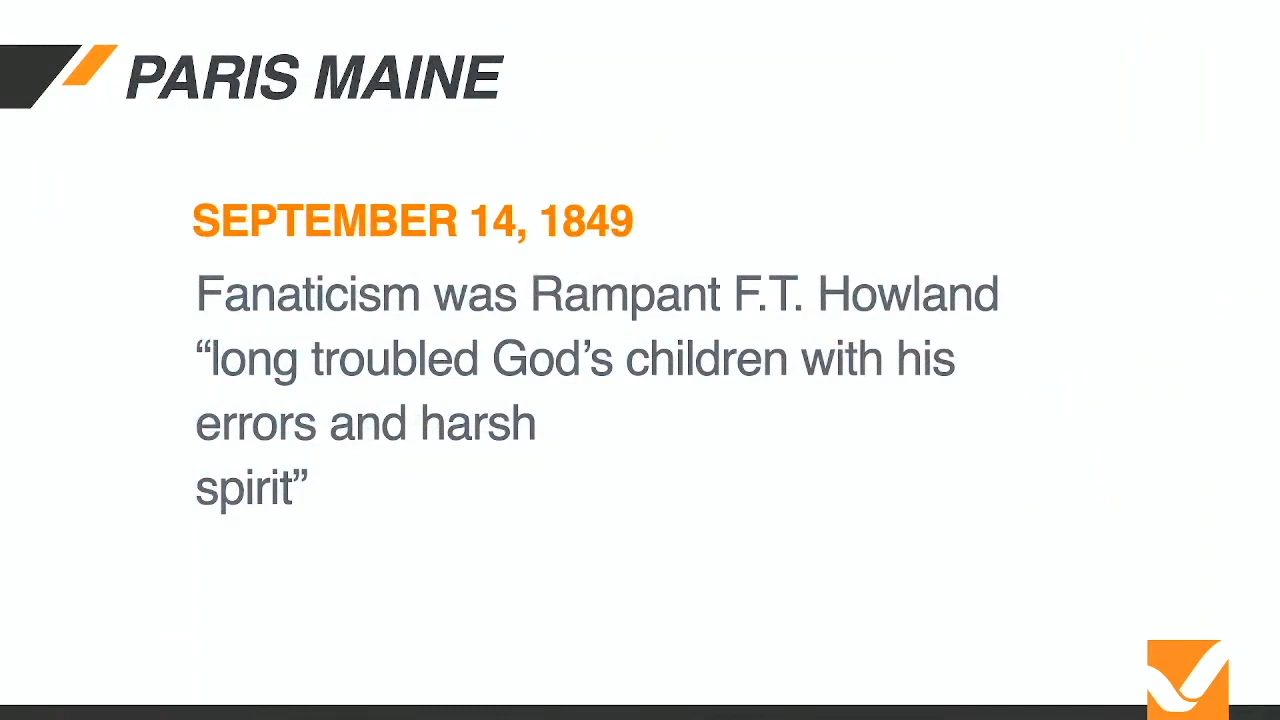 PARIS MAINE
SEPTEMBER 14, 1849
Fanaticism was Rampant F.T. Howland
“long troubled God’s children with his
errors and harsh
spirit”